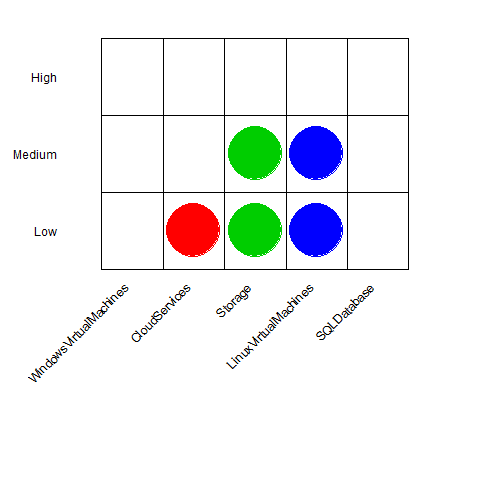 High
Medium
Low
WindowsVirtualMachines
CloudServices
Storage
LinuxVirtualMachines
SQLDatabase